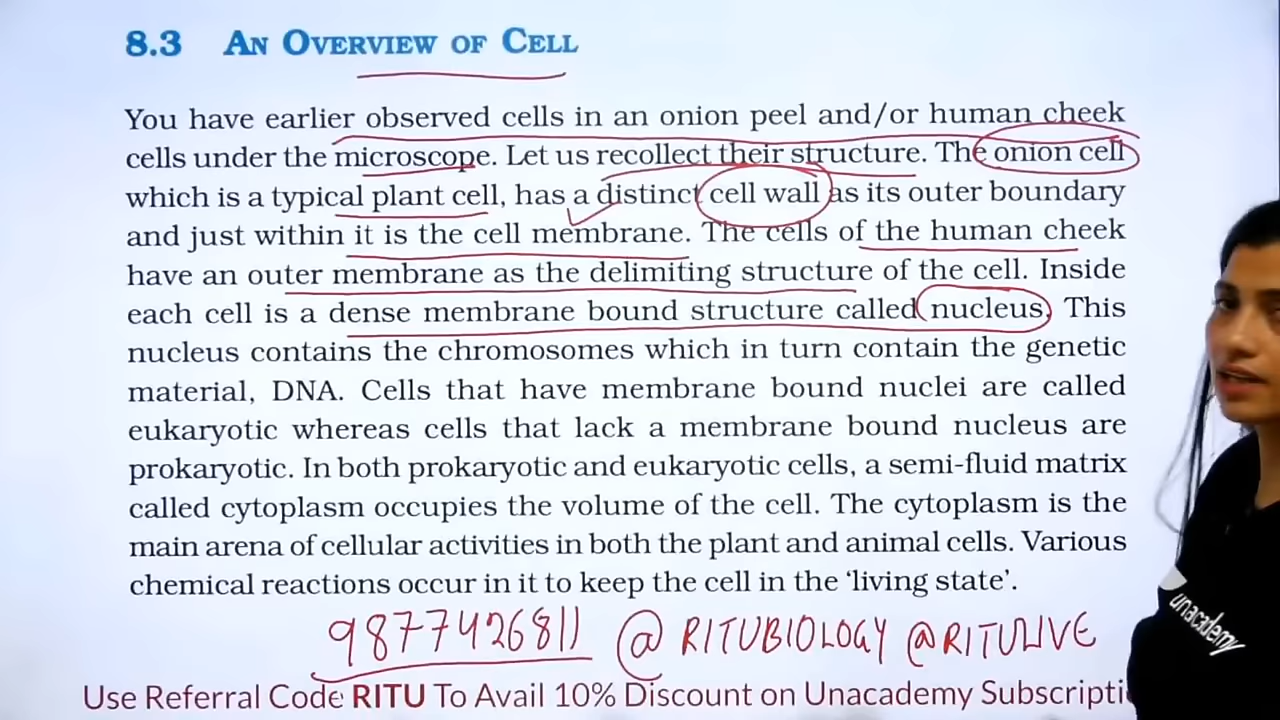 8.3 AN OVERVIEW OF CELL
You have earlier observed cells in an onion peel and/or human cheek
cells under the microscope. Let us recollect their structure. The onion cell
which is a typical plant cell, has a distinct cell wall as its outer boundary
and just within it is the cell membrane. The cells of the human cheek
have an outer membrane as the delimiting structure of the cell. Inside
each cell is a dense membrane bound structure called nucleus. This
nucleus contains the chromosomes which in turn contain the genetic
material, DNA. Cells that have membrane bound nuclei are called
eukaryotic whereas cells that lack a membrane bound nucleus are
prokaryotic. In both prokaryotic and eukaryotic cells, a semi-fluid matrix
called cytoplasm occupies the volume of the cell. The cytoplasm is the
main arena of cellular activities in both the plant and animal cells. Various
chemical reactions occur in it to keep the cell in the ‘living state’.
9877426811 @RITUBIOLOGY @RITULIVE
Use Referral Code RITU To Avail 10% Discount on Unacademy Subscripti
unacademy